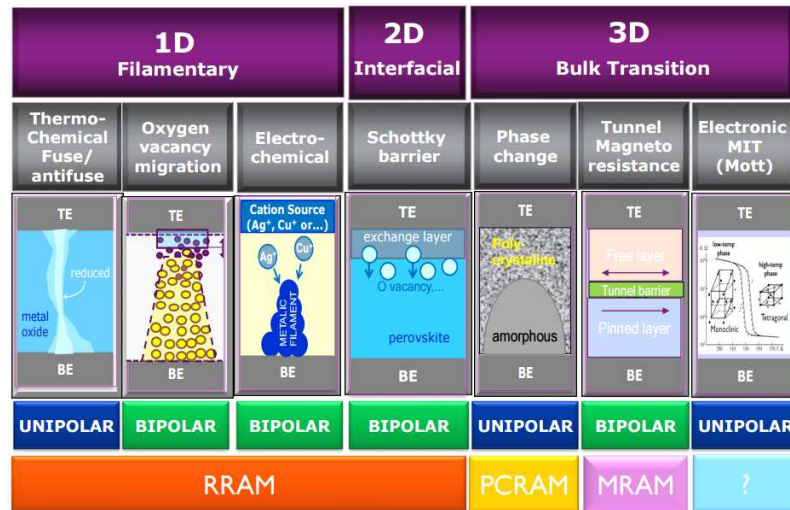 1D
Filamentary
2D
Interfacial
3D
Bulk Transition
Thermo-
Chemical
Fuse/
antifuse
Oxygen
vacancy
migration
Electro-
chemical
Schottky
barrier
Phase
change
Tunnel
Magneto
resistance
Electronic
MIT
(Mott)
TE
reduced
metal
oxide
BE
TE
BE
Cation Source
(Ag+, Cu+ or...)
Ag+
Cu+
METALIC
FILAMENT
BE
TE
exchange layer
O vacancy,...
perovskite
BE
TE
Poly-
crystalline
amorphous
BE
TE
Free layer
Tunnel barrier
Pinned layer
BE
TE
low-temp
phase
high-temp
phase
Monoclinic
Tetragonal
BE
UNIPOLAR
BIPOLAR
BIPOLAR
BIPOLAR
UNIPOLAR
BIPOLAR
UNIPOLAR
RRAM
PCRAM
MRAM
?